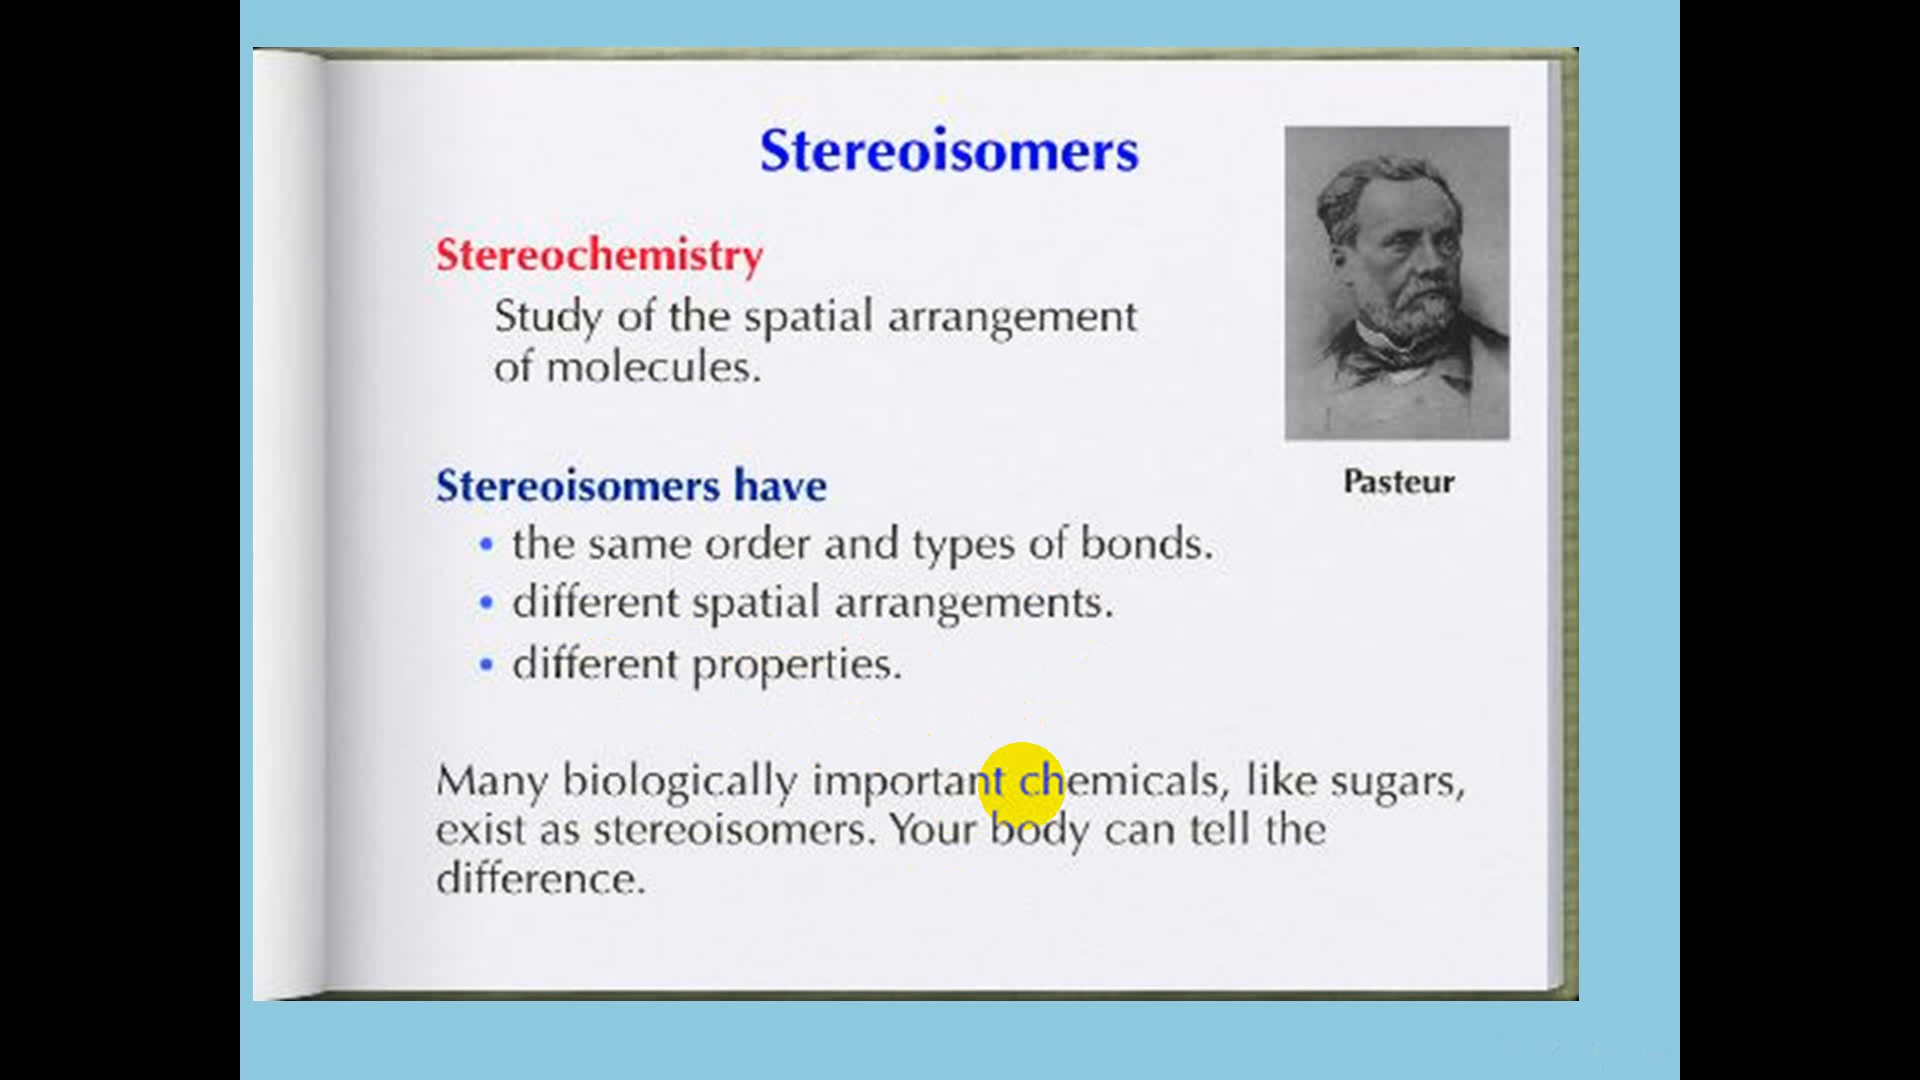 Stereoisomers
Stereochemistry
Study of the spatial arrangement
of molecules.
Pasteur
Stereoisomers have
• the same order and types of bonds.
• different spatial arrangements.
• different properties.
Many biologically important chemicals, like sugars,
exist as stereoisomers. Your body can tell the
difference.